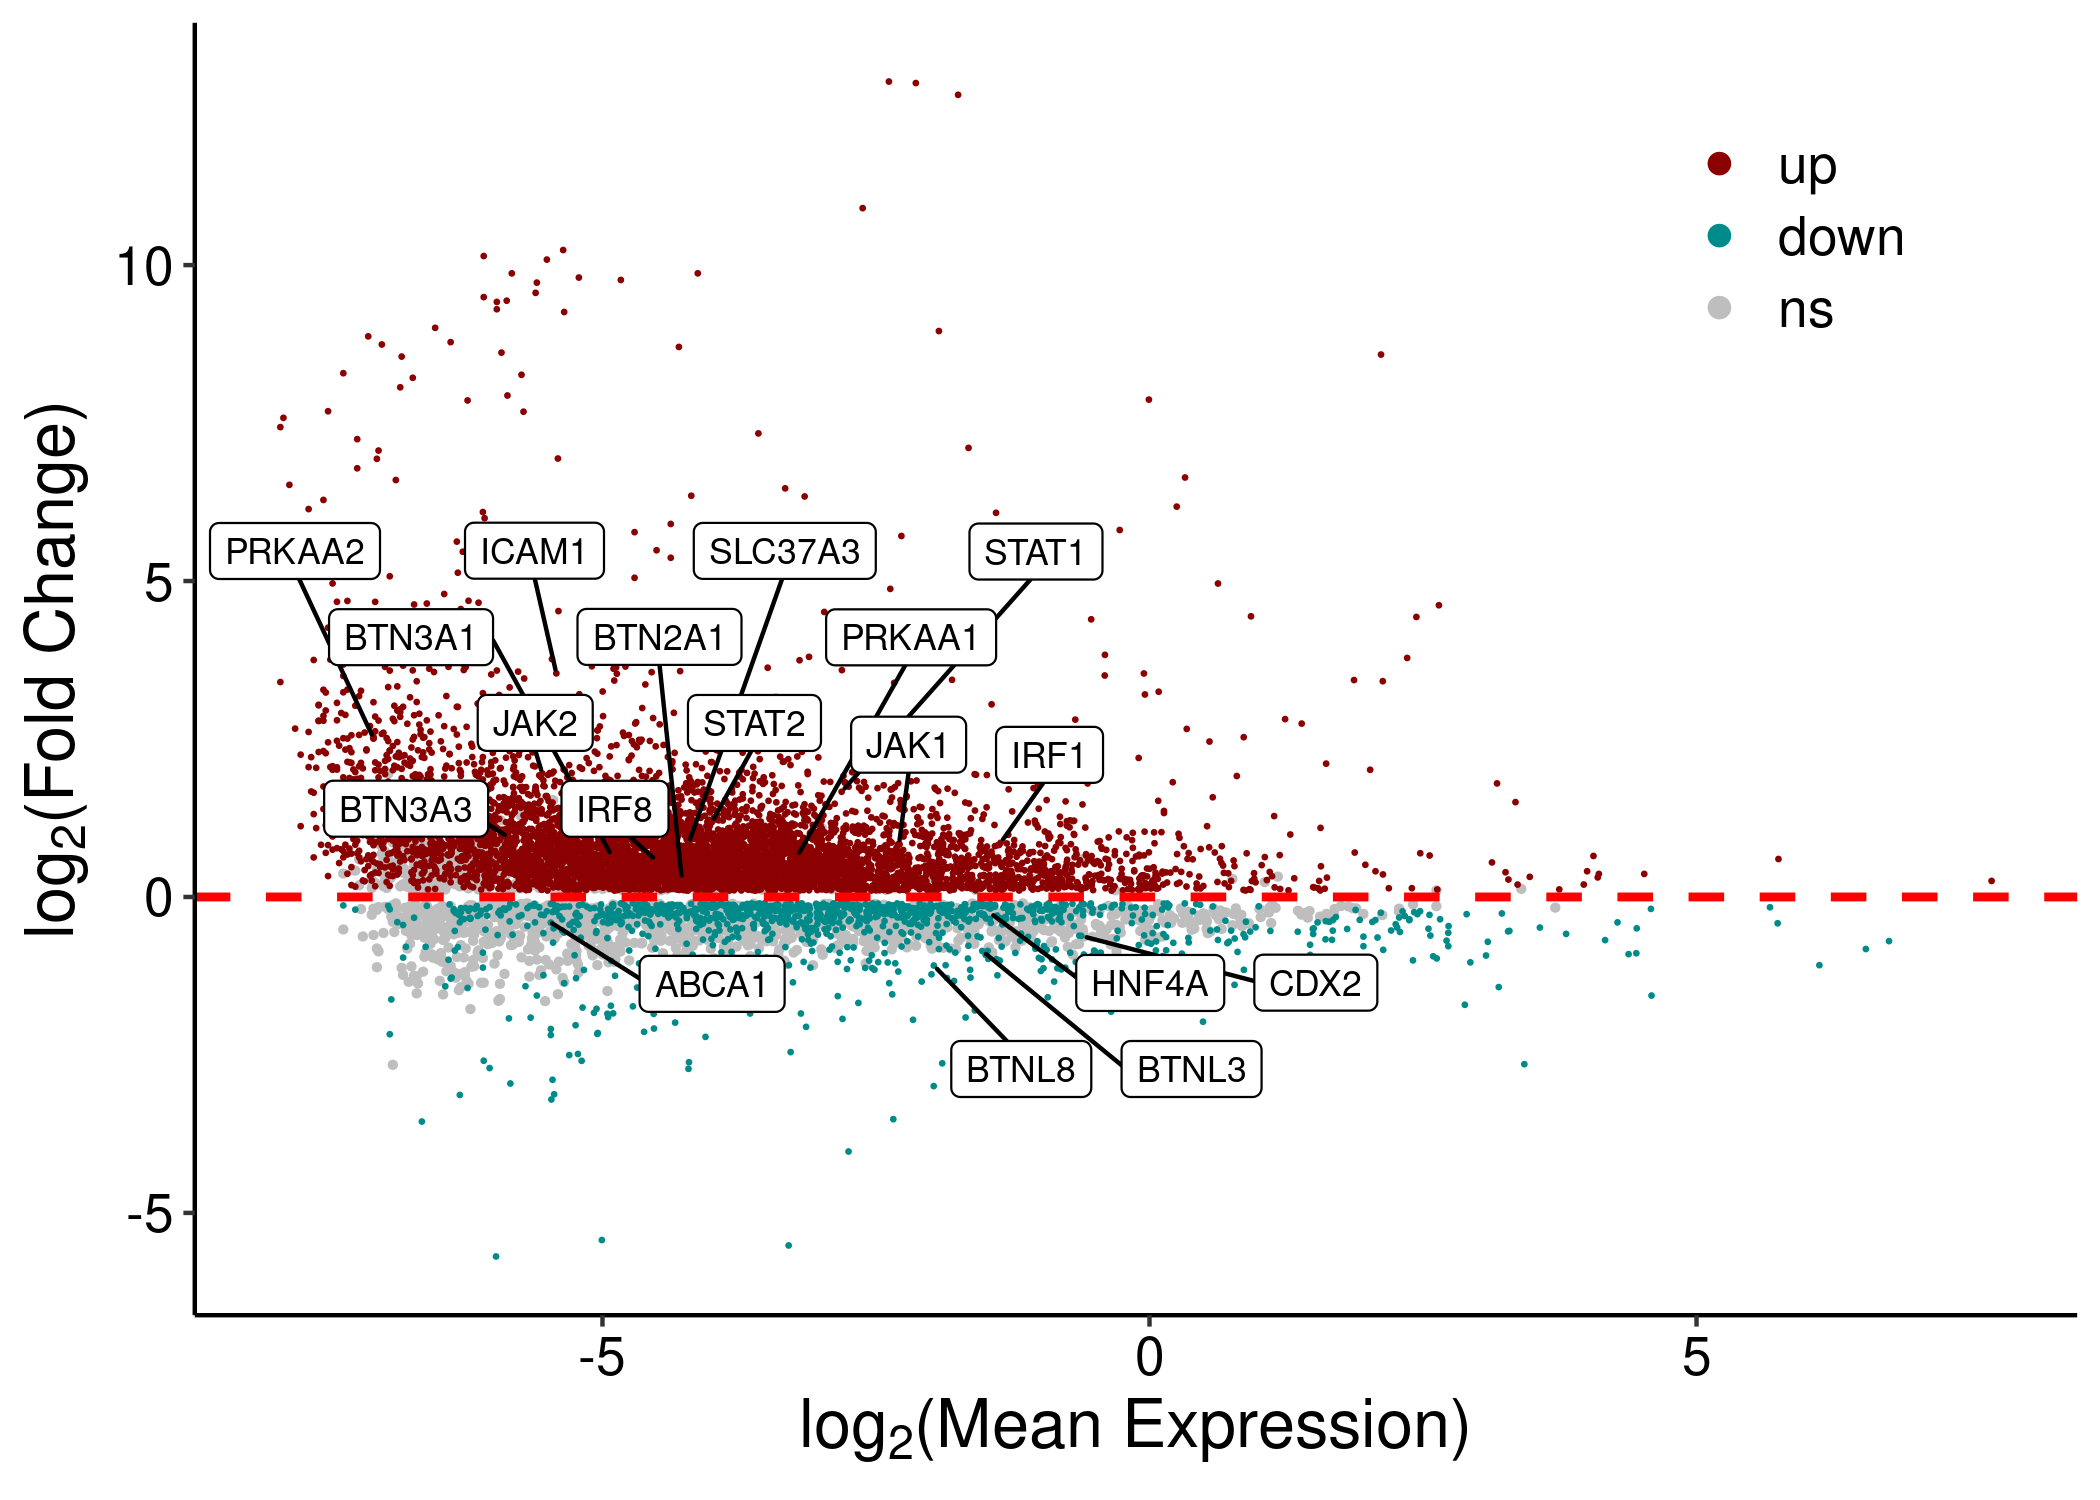 up
down
ns
10
5
0
-5
log₂(Fold Change)
PRKAA2
ICAM1
SLC37A3
STAT1
BTN3A1
BTN2A1
PRKAA1
JAK2
STAT2
JAK1
IRF1
BTN3A3
IRF8
ABCA1
HNF4A
CDX2
BTNL8
BTNL3
-5
0
5
log₂(Mean Expression)